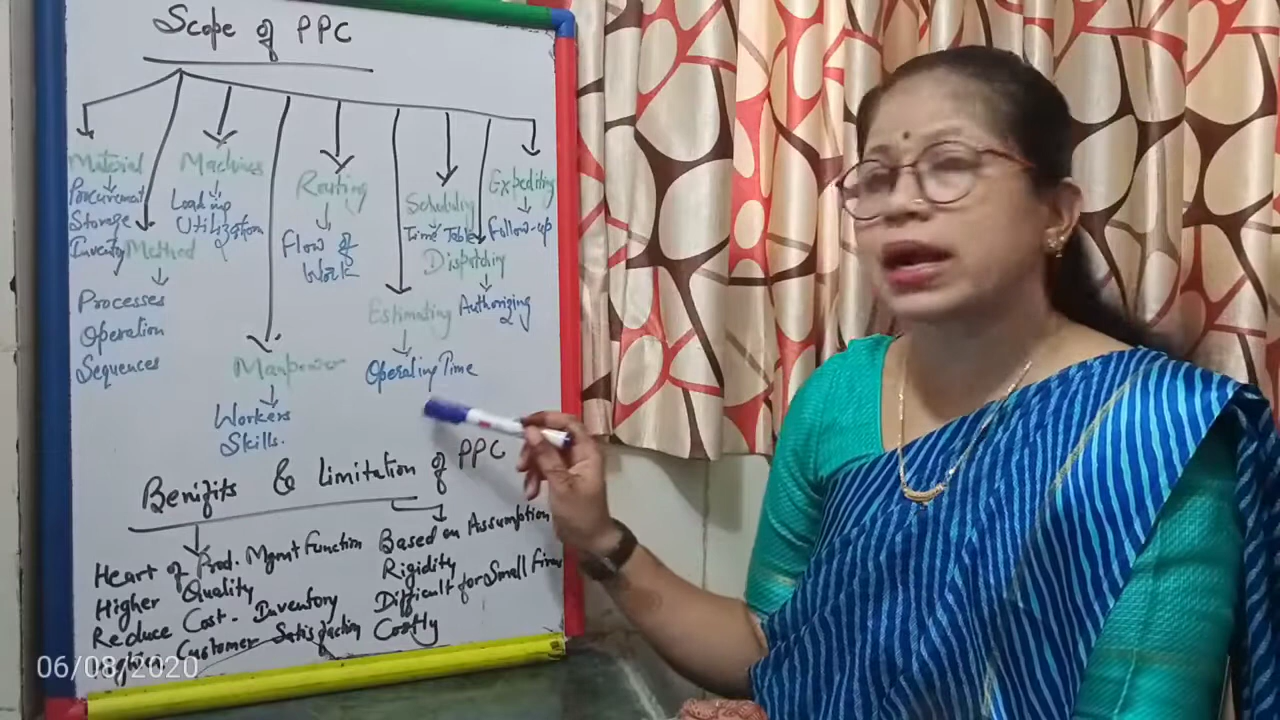 Scope of PPC
Material
Procurement
Storage
Inventory
Method
Processes
Operation
Sequences
Machines
Loading
Utilization
Manpower
Workers
Skills.
Routing
Flow of
Work
Estimating
Operating Time
Scheduling
Time Table
Dispatching
Authorizing
Expediting
Follow-up
Benifits & Limitation of PPC
Heart of Prod. Mgmt Function
Higher Quality
Reduce Cost - Inventory
Higher Customer Satisfaction
Based on Assumption
Rigidity
Difficult for Small Firms
Costly
06/08/2020